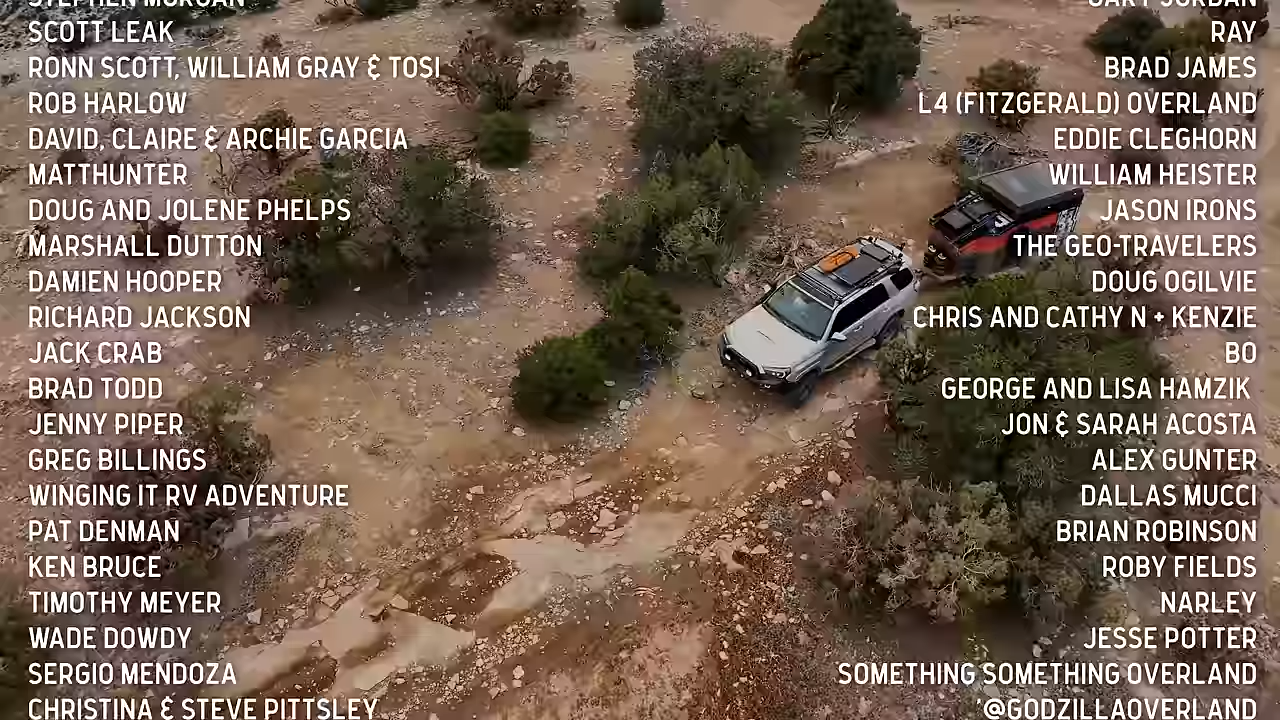 STEPHEN MORGAN
SCOTT LEAK
RONN SCOTT, WILLIAM GRAY & TOSI
ROB HARLOW
DAVID, CLAIRE & ARCHIE GARCIA
MATTHUNTER
DOUG AND JOLENE PHELPS
MARSHALL DUTTON
DAMIEN HOOPER
RICHARD JACKSON
JACK CRAB
BRAD TODD
JENNY PIPER
GREG BILLINGS
WINGING IT RV ADVENTURE
PAT DENMAN
KEN BRUCE
TIMOTHY MEYER
WADE DOWDY
SERGIO MENDOZA
CHRISTINA & STEVE PITTSLEY
GARY JORDAN
RAY
BRAD JAMES
L4 (FITZGERALD) OVERLAND
EDDIE CLEGHORN
WILLIAM HEISTER
JASON IRONS
THE GEO-TRAVELERS
DOUG OGILVIE
CHRIS AND CATHY N + KENZIE
BO
GEORGE AND LISA HAMZIK
JON & SARAH ACOSTA
ALEX GUNTER
DALLAS MUCCI
BRIAN ROBINSON
ROBY FIELDS
NARLEY
JESSE POTTER
SOMETHING SOMETHING OVERLAND
'@GODZILLAOVERLAND